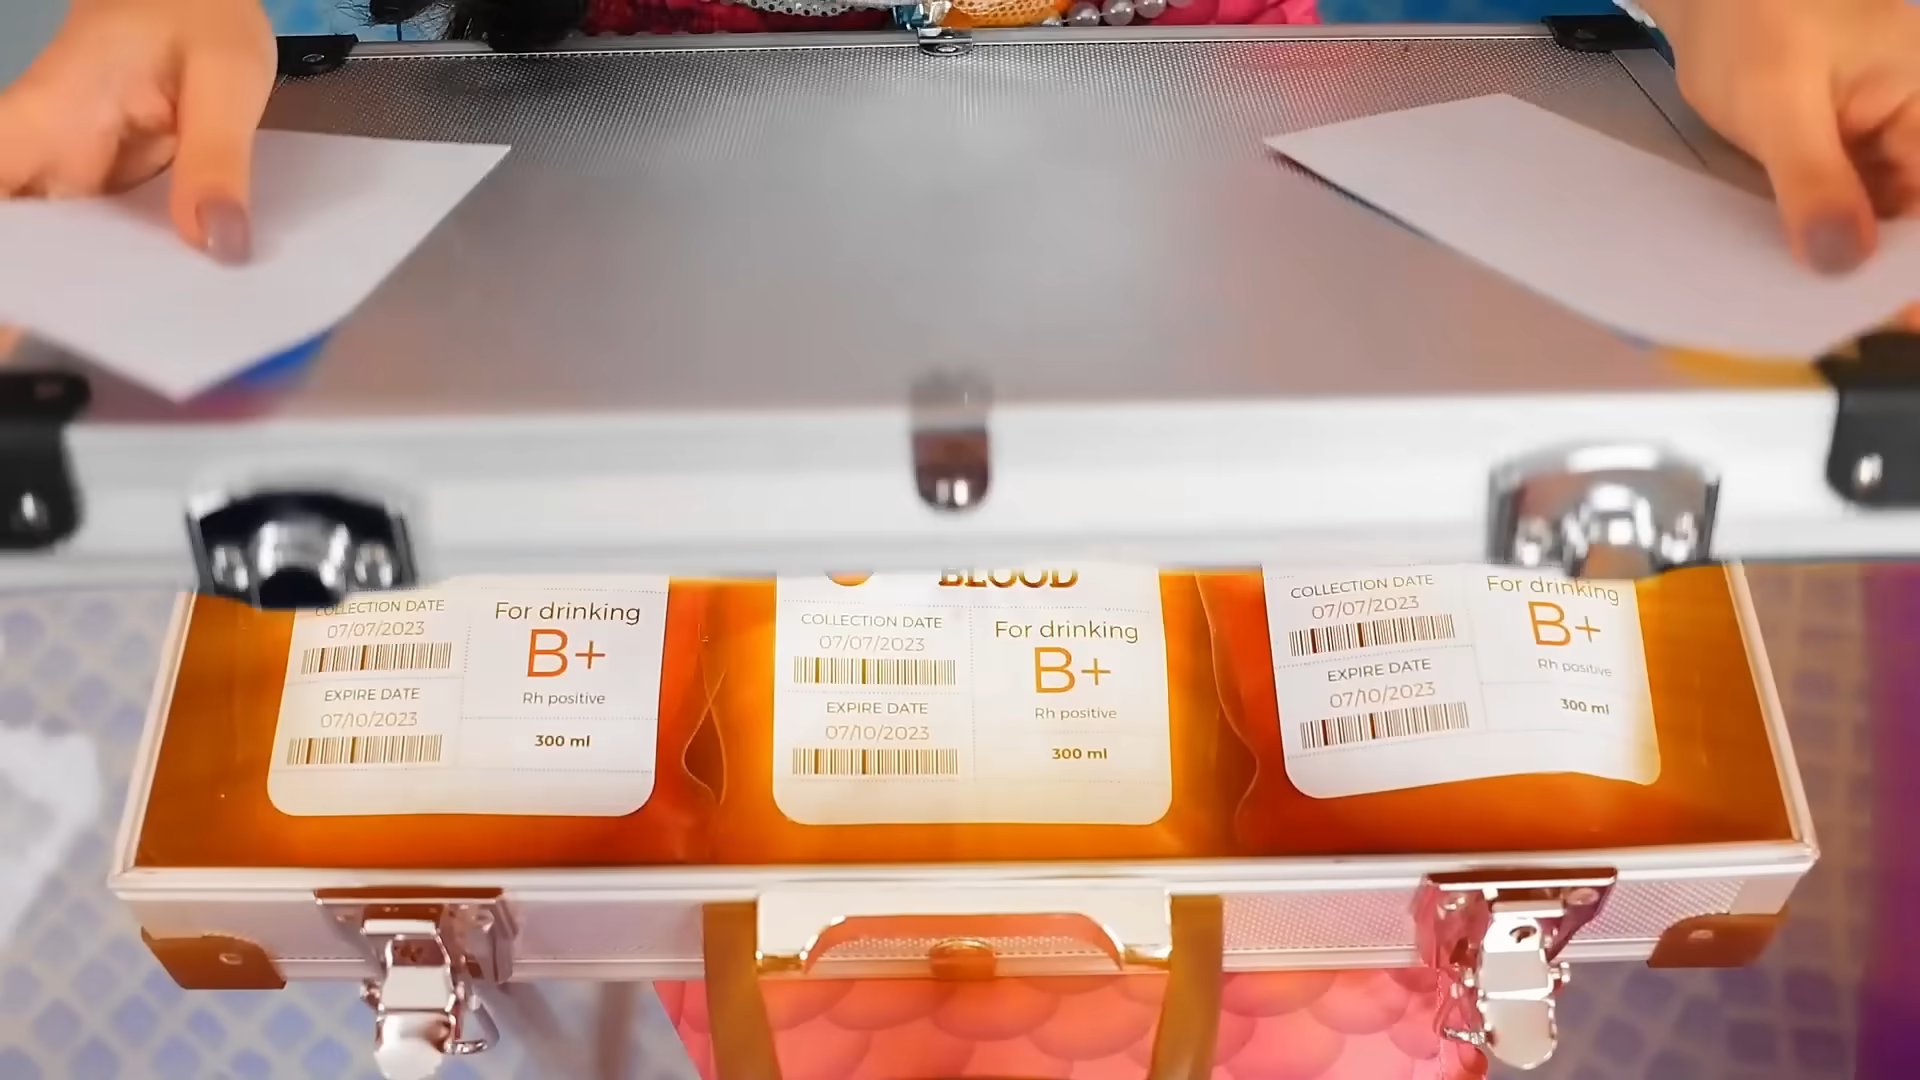 COLLECTION DATE
07/07/2023
EXPIRE DATE
07/10/2023
For drinking
B+
Rh positive
300 ml
BLOOD
COLLECTION DATE
07/07/2023
EXPIRE DATE
07/10/2023
For drinking
B+
Rh positive
300 ml
COLLECTION DATE
07/07/2023
EXPIRE DATE
07/10/2023
For drinking
B+
Rh positive
300 ml